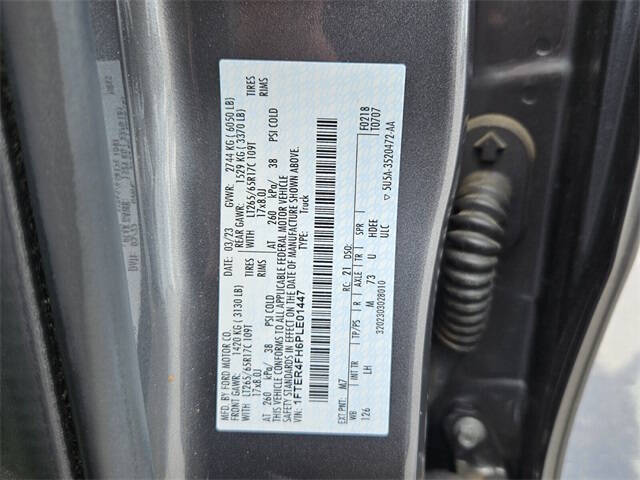 MFD. BY FORD MOTOR CO.
DATE: 03/23 GVWR: 2744 KG ( 6050 LB)
FRONT GAWR: 1420 KG ( 3130 LB) REAR GAWR: 1529 KG ( 3370 LB)
WITH LT265/65R17C 109T TIRES WITH LT265/65R17C 109T TIRES
17x8.0J RIMS 17x8.0J RIMS
AT 260 kPa/ 38 PSI COLD AT 260 kPa/ 38 PSI COLD
THIS VEHICLE CONFORMS TO ALL APPLICABLE FEDERAL MOTOR VEHICLE
SAFETY STANDARDS IN EFFECT ON THE DATE OF MANUFACTURE SHOWN ABOVE.
VIN: 1FTER4FH6PLE01447 TYPE: Truck
F0218
T0707
EXT PNT: M7 RC: 21 DSO:
WB INT TR TP/PS R AXLE TR SPR
126 LH M 73 U HDEE
ULC
3202303028010
5U5A-3520472-AA